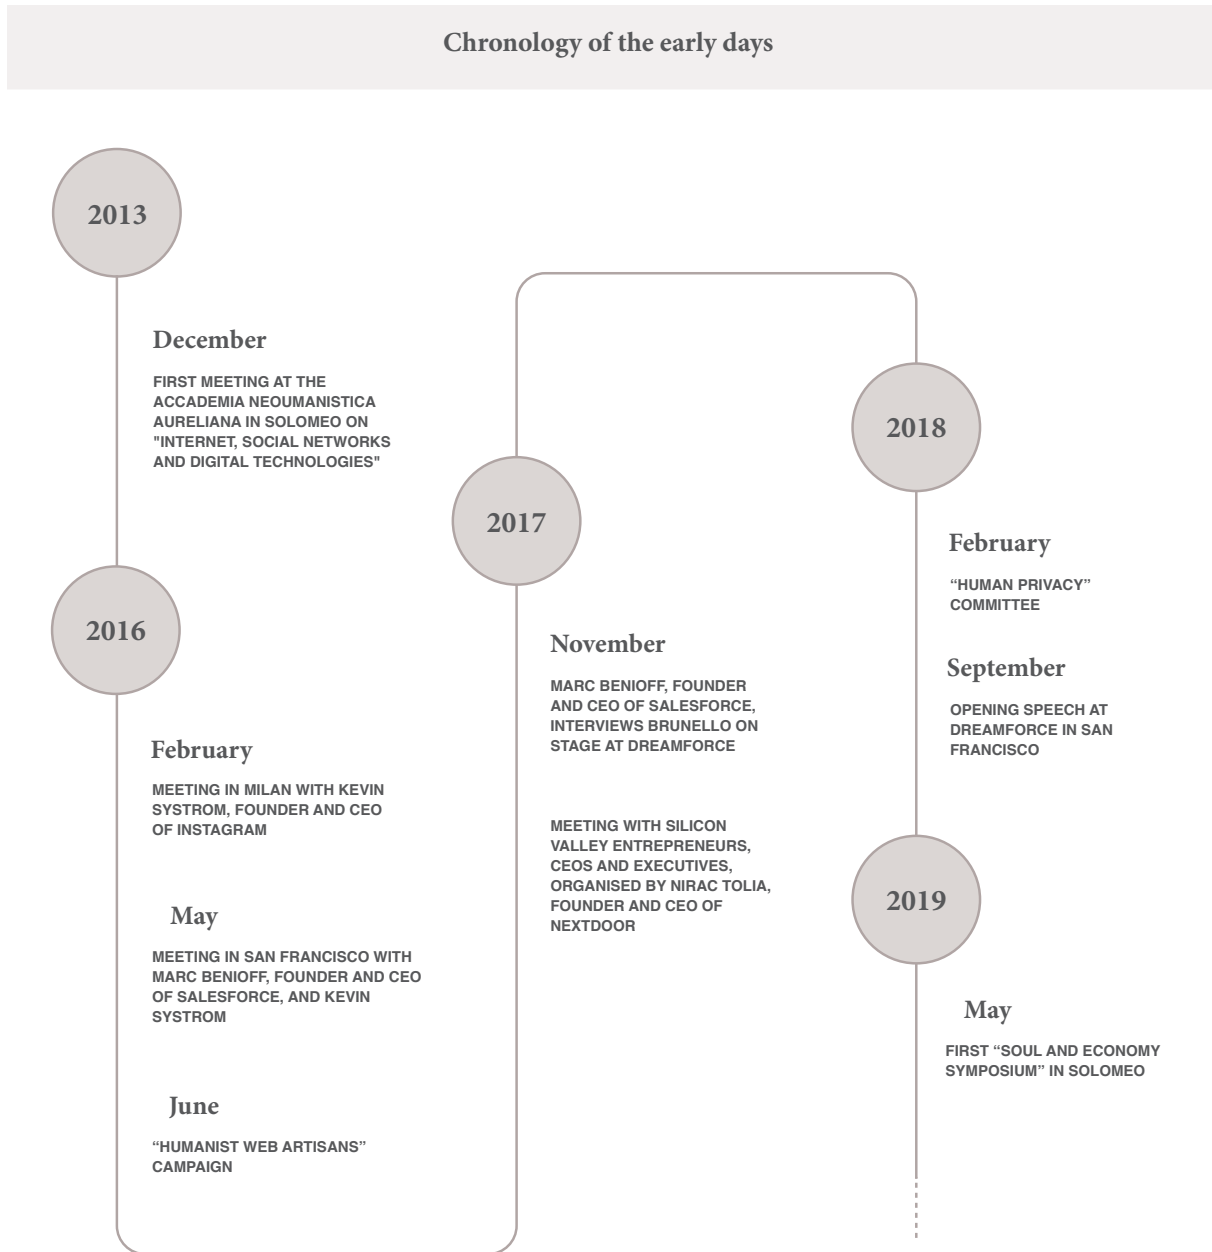 Chronology of the early days
2013
December
FIRST MEETING AT THE
ACCADEMIA NEOUMANISTICA
AURELIANA IN SOLOMEO ON
"INTERNET, SOCIAL NETWORKS
AND DIGITAL TECHNOLOGIES"
2016
February
MEETING IN MILAN WITH KEVIN
SYSTROM, FOUNDER AND CEO
OF INSTAGRAM
May
MEETING IN SAN FRANCISCO WITH
MARC BENIOFF, FOUNDER AND CEO
OF SALESFORCE, AND KEVIN
SYSTROM
June
“HUMANIST WEB ARTISANS”
CAMPAIGN
2017
November
MARC BENIOFF, FOUNDER
AND CEO OF SALESFORCE,
INTERVIEWS BRUNELLO ON
STAGE AT DREAMFORCE
MEETING WITH SILICON
VALLEY ENTREPRENEURS,
CEOS AND EXECUTIVES,
ORGANISED BY NIRAC TOLIA,
FOUNDER AND CEO OF
NEXTDOOR
2018
February
“HUMAN PRIVACY”
COMMITTEE
September
OPENING SPEECH AT
DREAMFORCE IN SAN
FRANCISCO
2019
May
FIRST “SOUL AND ECONOMY
SYMPOSIUM” IN SOLOMEO